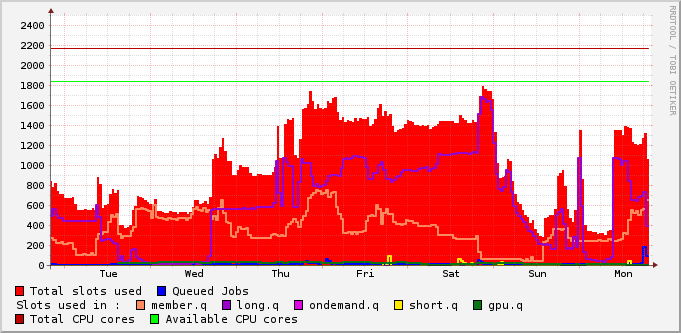 2400
2200
2000
1800
1600
1400
1200
1000
800
600
400
200
0
Tue Wed Thu Fri Sat Sun Mon
Total slots used Queued Jobs
Slots used in : member.q long.q ondemand.q short.q gpu.q
Total CPU cores Available CPU cores
RRDTOOL / TOBI OETIKER